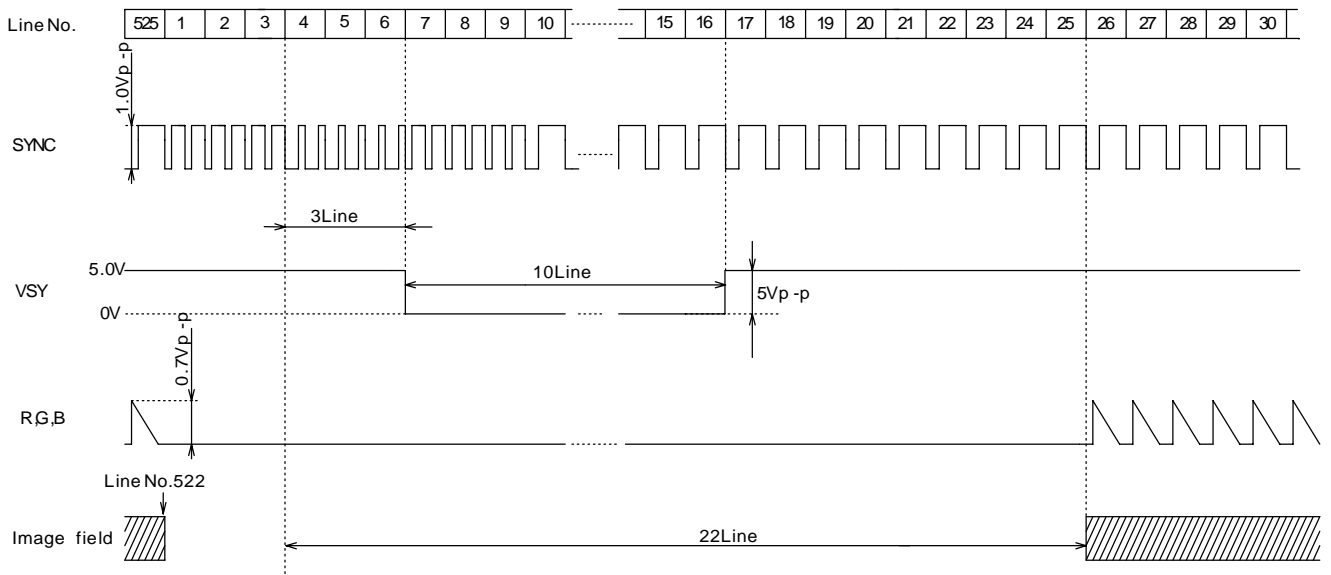 Line No. 525 1 2 3 4 5 6 7 8 9 10 15 16 17 18 19 20 21 22 23 24 25 26 27 28 29 30
1.0Vp -p
SYNC
3Line
5.0V
10Line
VSY
5Vp -p
0V
0.7Vp -p
R,G,B
Line No.522
Image field
22Line